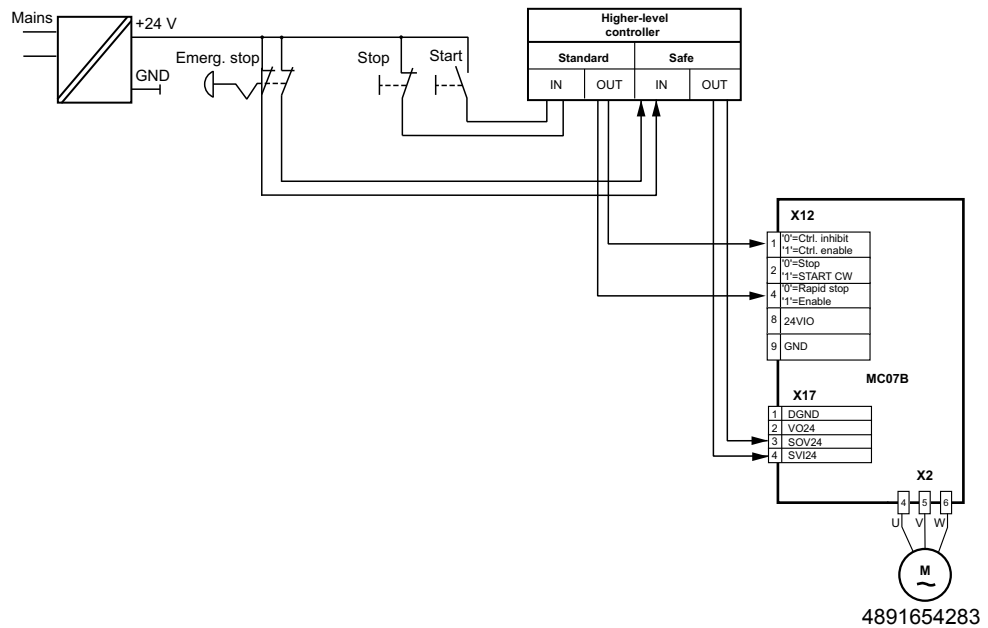 Mains
+24 V
GND
Emerg. stop
Stop
Start
Higher-level
controller
Standard
Safe
IN
OUT
IN
OUT
X12
1
'0'=Ctrl. inhibit
'1'=Ctrl. enable
2
'0'=Stop
'1'=START CW
4
'0'=Rapid stop
'1'=Enable
8
24VIO
9
GND
MC07B
X17
1
DGND
2
VO24
3
SOV24
4
SVI24
X2
4
5
6
U
V
W
M
4891654283